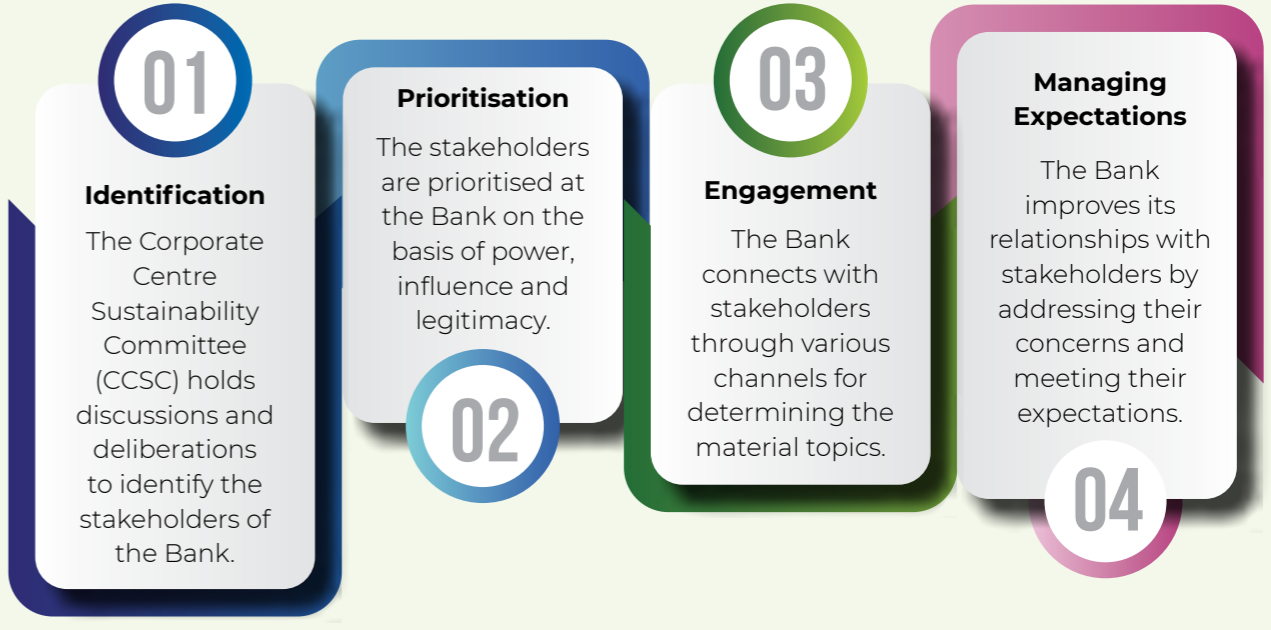 01
Identification
The Corporate
Centre
Sustainability
Committee
(CCSC) holds
discussions and
deliberations
to identify the
stakeholders of
the Bank.
Prioritisation
The stakeholders
are prioritised at
the Bank on the
basis of power,
influence and
legitimacy.
02
03
Engagement
The Bank
connects with
stakeholders
through various
channels for
determining the
material topics.
Managing
Expectations
The Bank
improves its
relationships with
stakeholders by
addressing their
concerns and
meeting their
expectations.
04